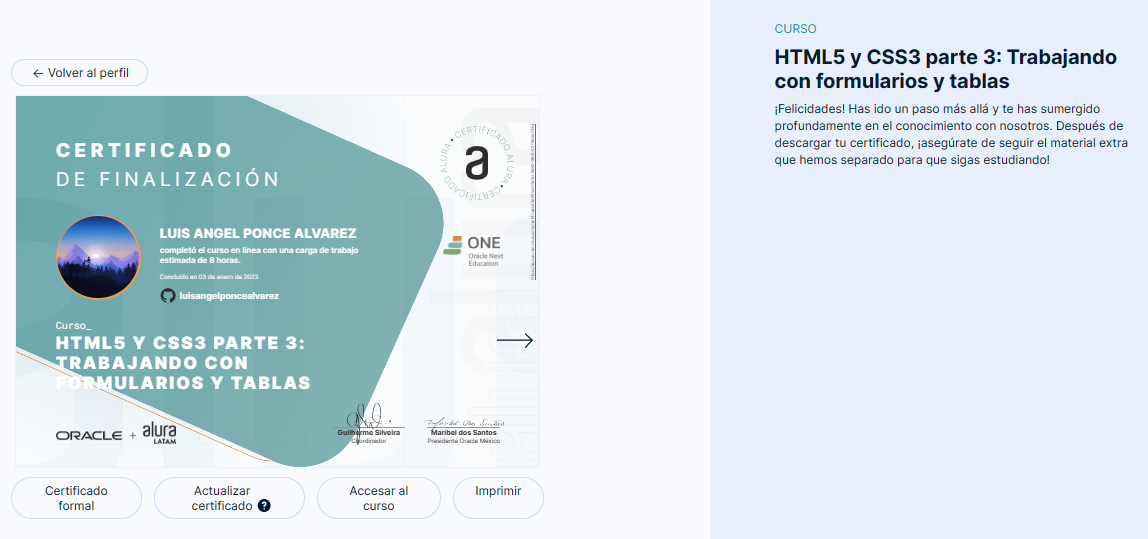 ← Volver al perfil
CERTIFICADO
DE FINALIZACIÓN
LUIS ANGEL PONCE ALVAREZ
completó el curso en línea con una carga de trabajo
estimada de 8 horas.
Concluido en 03 de enero de 2023
luisangelponcealvarez
Curso_
HTML5 Y CSS3 PARTE 3:
TRABAJANDO CON
FORMULARIOS Y TABLAS
ORACLE + alura
LATAM
CERTIFICADO ALURA • CERTIFICADO ALURA •
a
ONE
Oracle Next
Education
Guilherme Silveira
Coordinador
Maribel dos Santos
Presidente Oracle México
Certificado
formal
Actualizar
certificado ?
Accesar al
curso
Imprimir
CURSO
HTML5 y CSS3 parte 3: Trabajando
con formularios y tablas
¡Felicidades! Has ido un paso más allá y te has sumergido
profundamente en el conocimiento con nosotros. Después de
descargar tu certificado, ¡asegúrate de seguir el material extra
que hemos separado para que sigas estudiando!